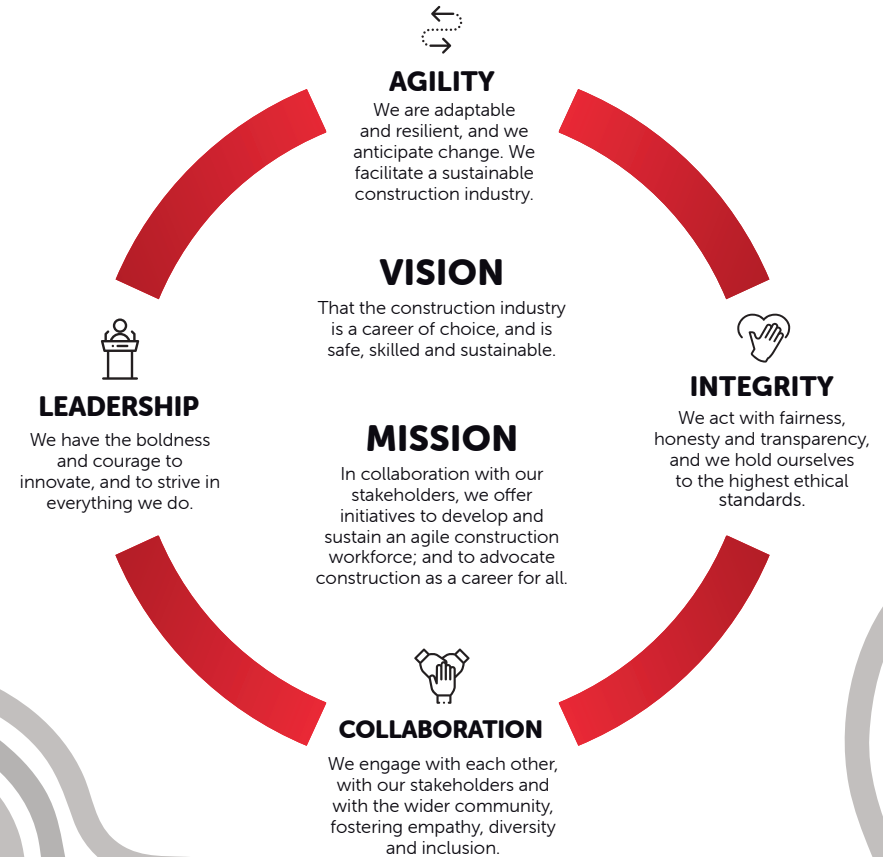 AGILITY
We are adaptable
and resilient, and we
anticipate change. We
facilitate a sustainable
construction industry.
VISION
That the construction industry
is a career of choice, and is
safe, skilled and sustainable.
LEADERSHIP
We have the boldness
and courage to
innovate, and to strive in
everything we do.
MISSION
In collaboration with our
stakeholders, we offer
initiatives to develop and
sustain an agile construction
workforce; and to advocate
construction as a career for all.
INTEGRITY
We act with fairness,
honesty and transparency,
and we hold ourselves
to the highest ethical
standards.
COLLABORATION
We engage with each other,
with our stakeholders and
with the wider community,
fostering empathy, diversity
and inclusion.